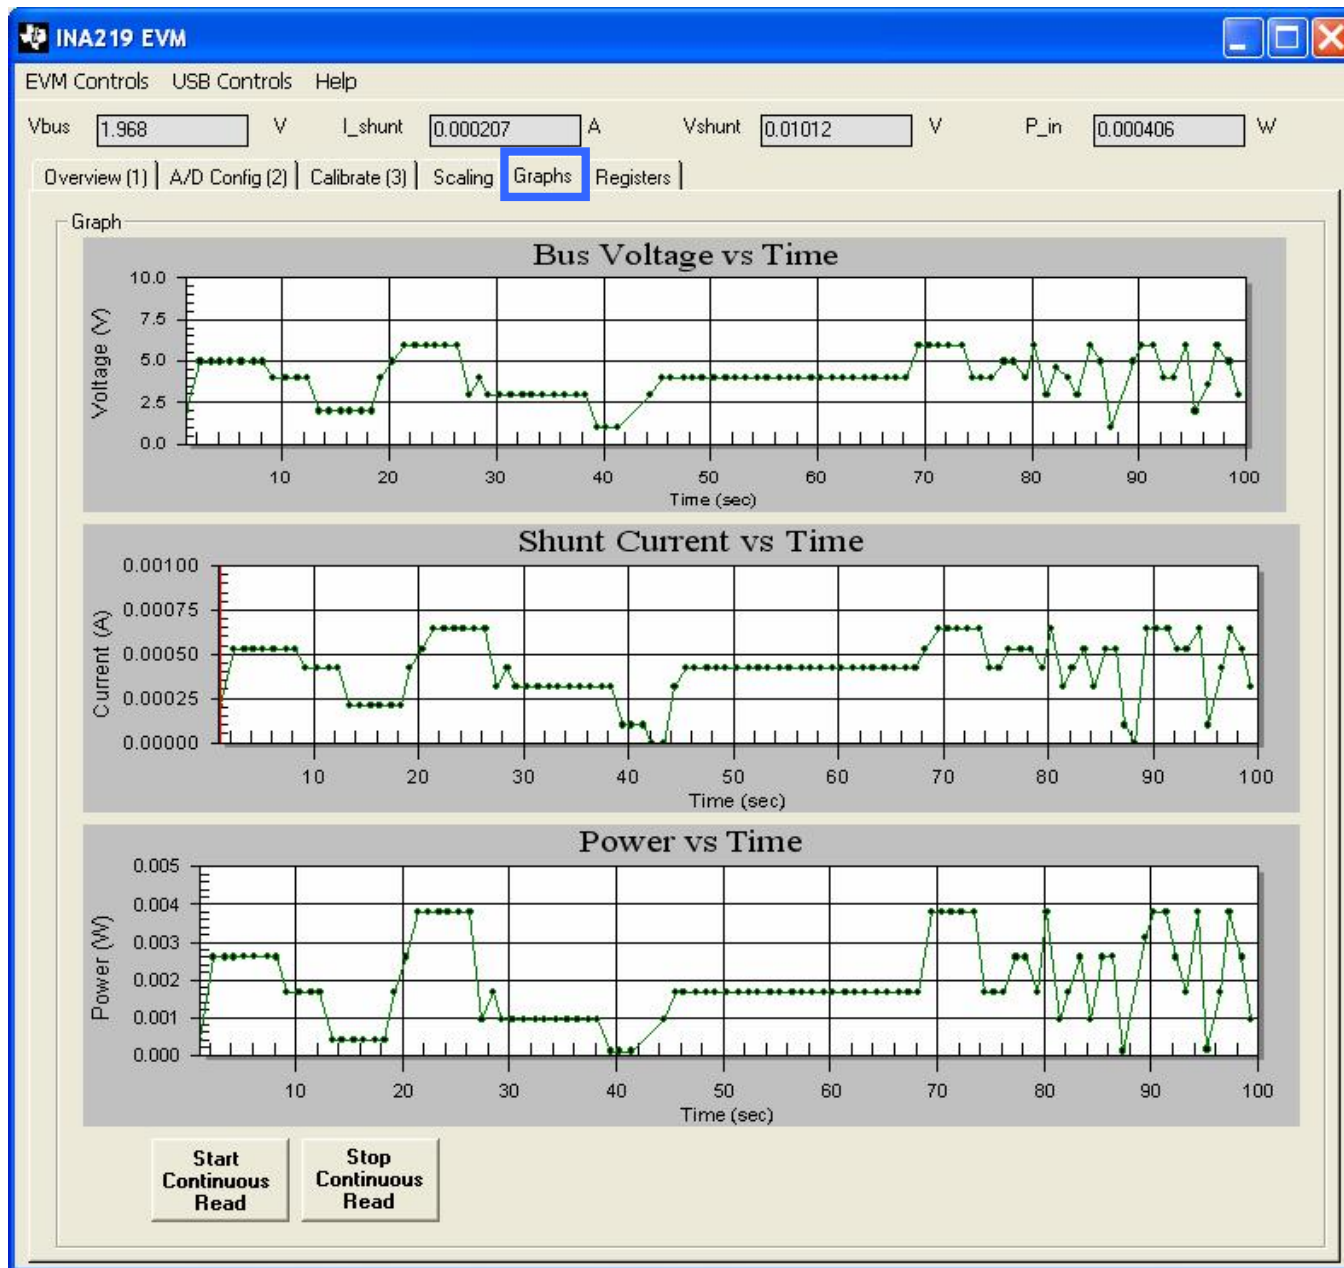 INA219 EVM
EVM Controls USB Controls Help
Vbus 1.968 V I_shunt 0.000207 A Vshunt 0.01012 V P_in 0.000406 W
Overview (1) A/D Config (2) Calibrate (3) Scaling Graphs Registers
Graph
Bus Voltage vs Time
Voltage (V)
10.0
7.5
5.0
2.5
0.0
10 20 30 40 50 60 70 80 90 100
Time (sec)
Shunt Current vs Time
Current (A)
0.00100
0.00075
0.00050
0.00025
0.00000
10 20 30 40 50 60 70 80 90 100
Time (sec)
Power vs Time
Power (W)
0.005
0.004
0.003
0.002
0.001
0.000
10 20 30 40 50 60 70 80 90 100
Time (sec)
Start
Continuous
Read
Stop
Continuous
Read